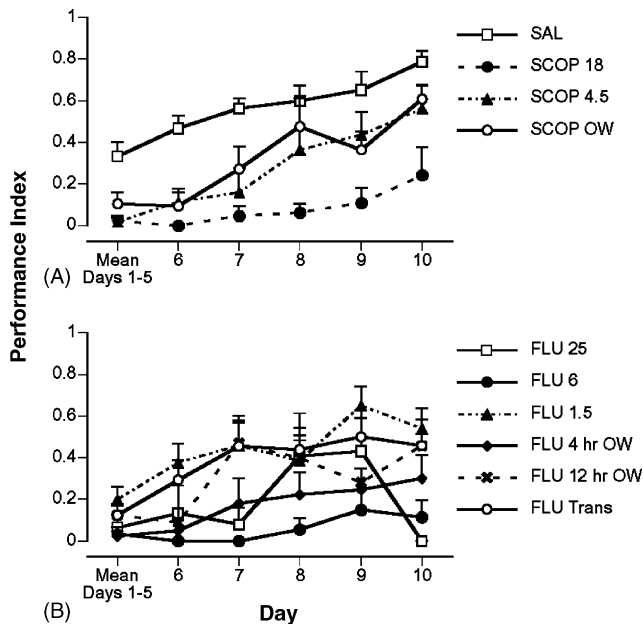 1
0.8
0.6
0.4
0.2
0
Mean
Days 1-5
6
7
8
9
10
(A)
SAL
SCOP 18
SCOP 4.5
SCOP OW
Performance Index
1
0.8
0.6
0.4
0.2
0
Mean
Days 1-5
6
7
8
9
10
(B)
Day
FLU 25
FLU 6
FLU 1.5
FLU 4 hr OW
FLU 12 hr OW
FLU Trans